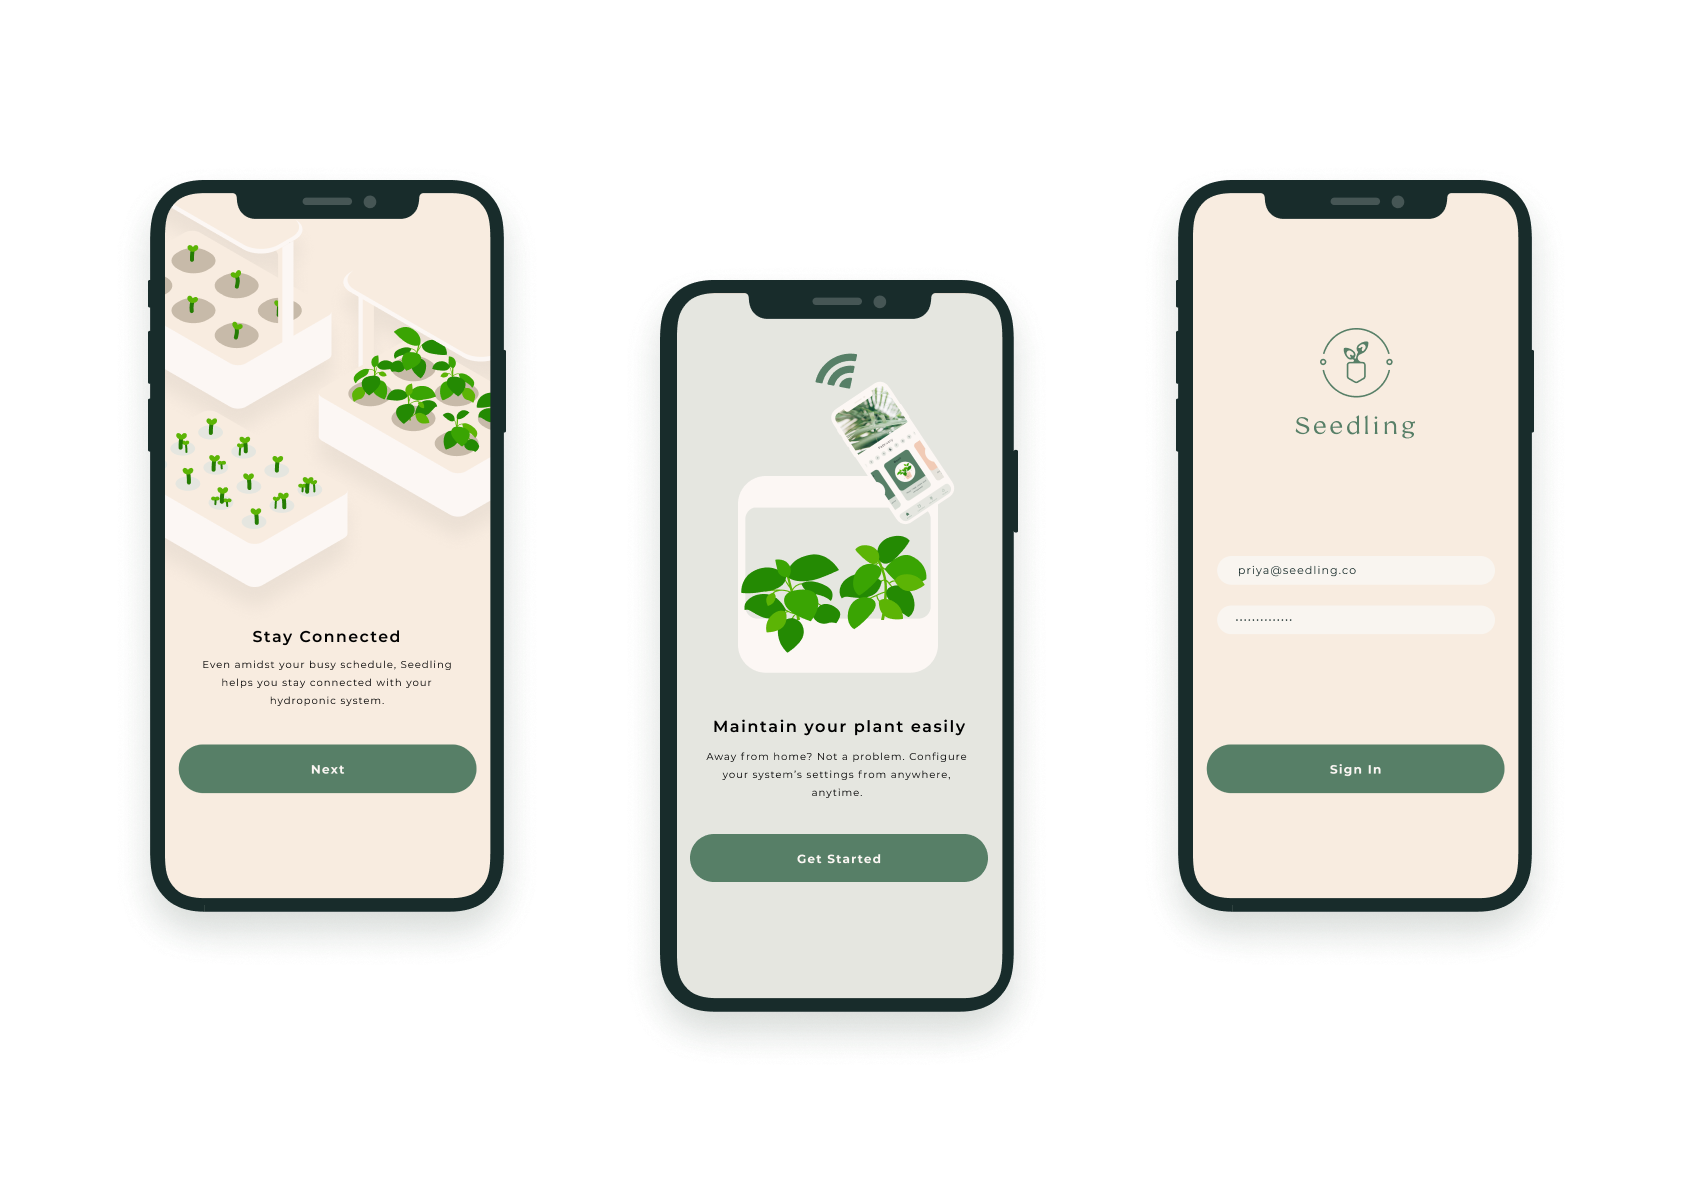 Stay Connected
Even amidst your busy schedule, Seedling
helps you stay connected with your
hydroponic system.
Next
Maintain your plant easily
Away from home? Not a problem. Configure
your system's settings from anywhere,
anytime.
Get Started
Seedling
priya@seedling.co
..............
Sign In